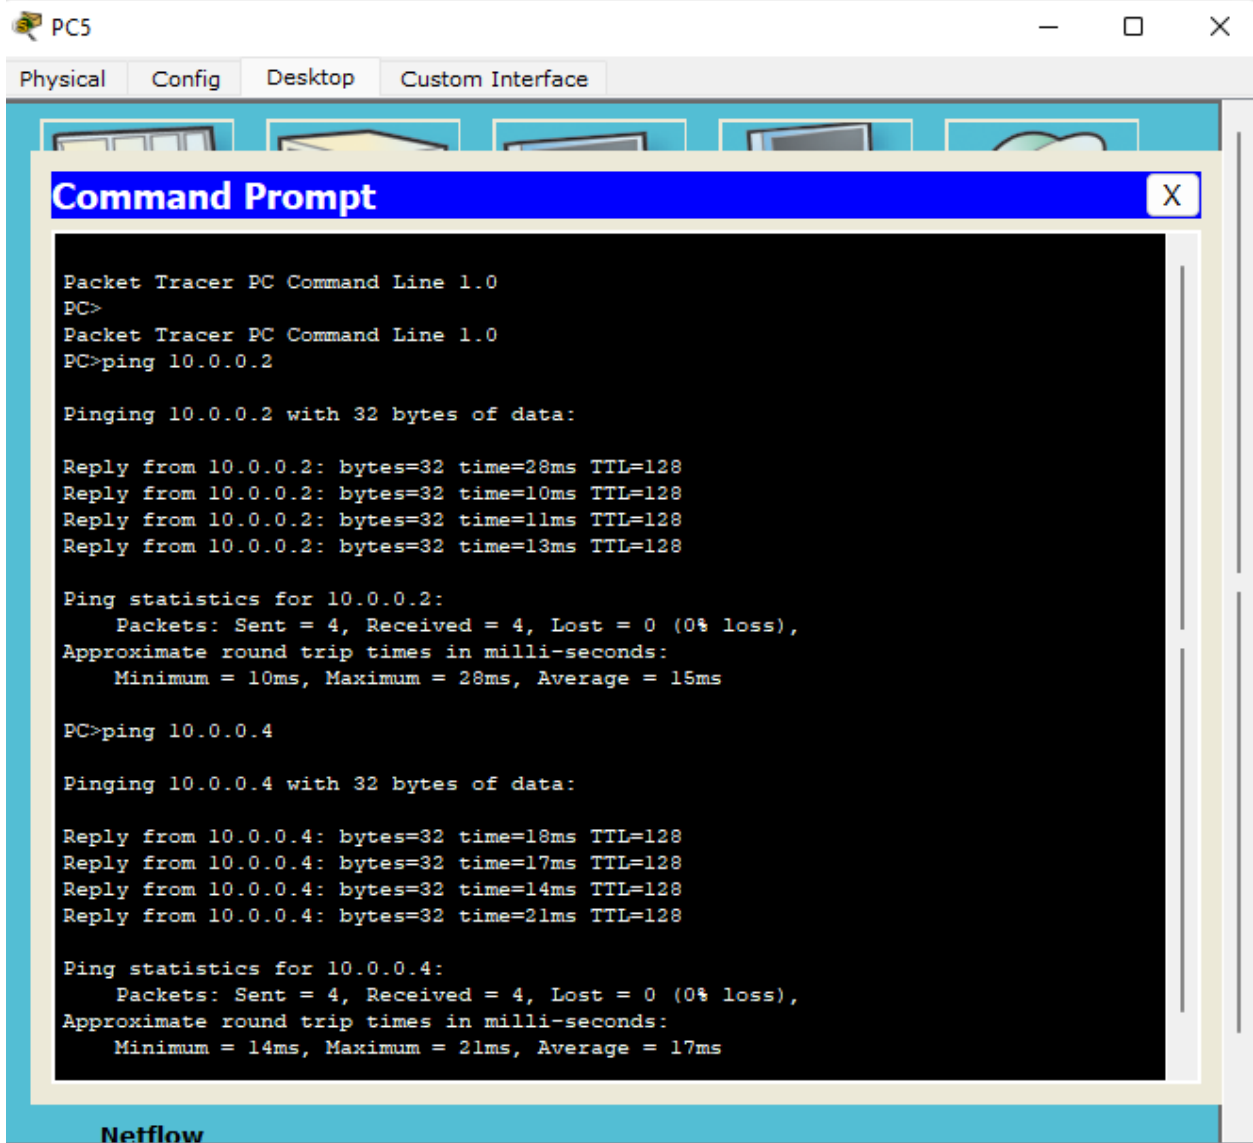 PC5
Physical Config Desktop Custom Interface
Command Prompt
X
Packet Tracer PC Command Line 1.0
PC>
Packet Tracer PC Command Line 1.0
PC>ping 10.0.0.2
Pinging 10.0.0.2 with 32 bytes of data:
Reply from 10.0.0.2: bytes=32 time=28ms TTL=128
Reply from 10.0.0.2: bytes=32 time=10ms TTL=128
Reply from 10.0.0.2: bytes=32 time=11ms TTL=128
Reply from 10.0.0.2: bytes=32 time=13ms TTL=128
Ping statistics for 10.0.0.2:
Packets: Sent = 4, Received = 4, Lost = 0 (0% loss),
Approximate round trip times in milli-seconds:
Minimum = 10ms, Maximum = 28ms, Average = 15ms
PC>ping 10.0.0.4
Pinging 10.0.0.4 with 32 bytes of data:
Reply from 10.0.0.4: bytes=32 time=18ms TTL=128
Reply from 10.0.0.4: bytes=32 time=17ms TTL=128
Reply from 10.0.0.4: bytes=32 time=14ms TTL=128
Reply from 10.0.0.4: bytes=32 time=21ms TTL=128
Ping statistics for 10.0.0.4:
Packets: Sent = 4, Received = 4, Lost = 0 (0% loss),
Approximate round trip times in milli-seconds:
Minimum = 14ms, Maximum = 21ms, Average = 17ms
Netflow